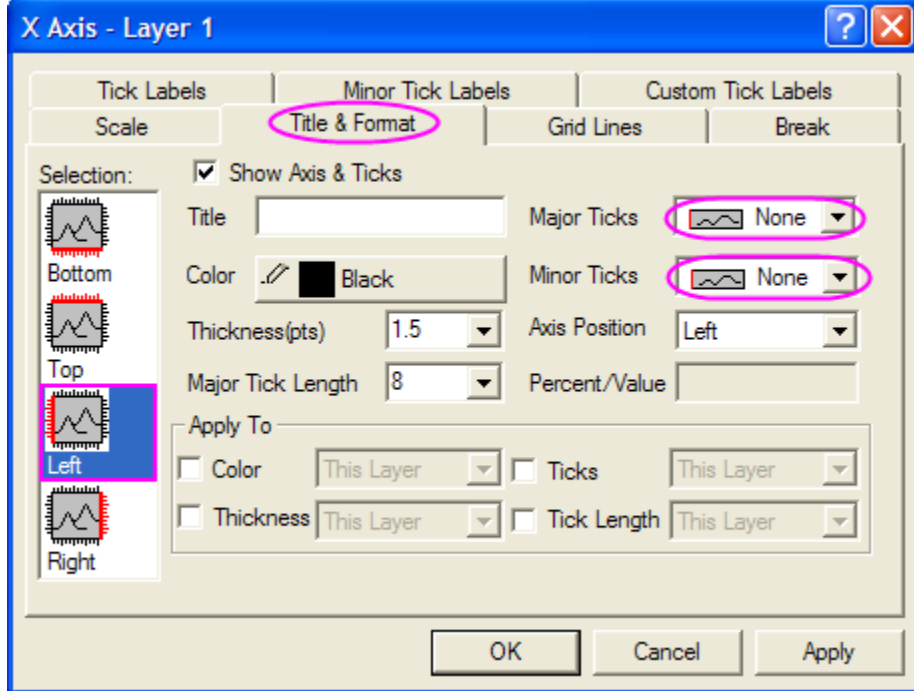 X Axis - Layer 1
Tick Labels Minor Tick Labels Custom Tick Labels
Scale Title & Format Grid Lines Break
Selection:
Show Axis & Ticks
Bottom
Top
Left
Right
Title
Major Ticks None
Color Black
Minor Ticks None
Thickness(pts) 1.5
Axis Position Left
Major Tick Length 8
Percent/Value
Apply To
Color This Layer Ticks This Layer
Thickness This Layer Tick Length This Layer
OK Cancel Apply